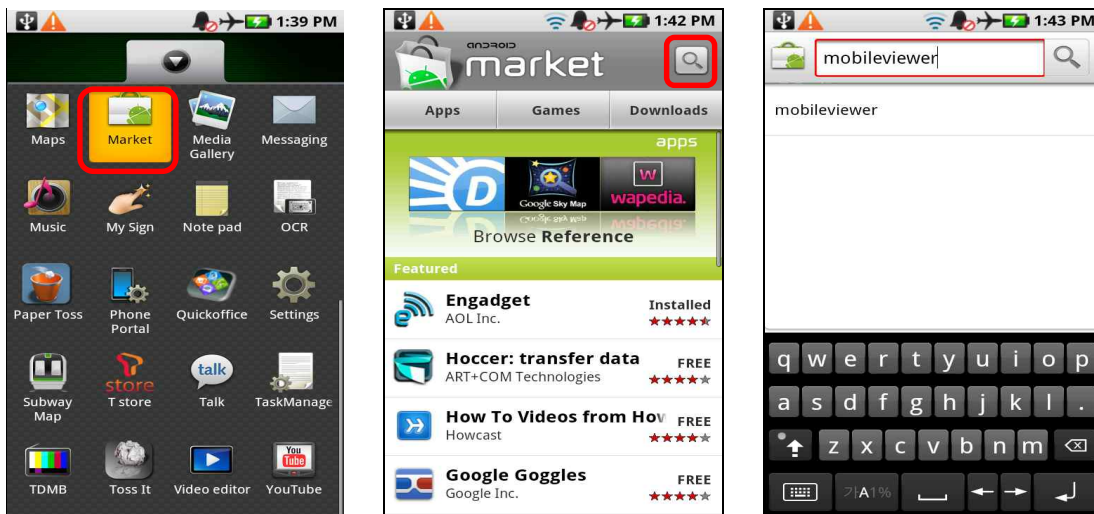 1:39 PM
Maps
Market
Media
Gallery
Messaging
Music
My Sign
Note pad
OCR
Paper Toss
Phone
Portal
Quickoffice
Settings
Subway
Map
store
T store
talk
Talk
TaskManage
TDMB
Toss It
Video editor
You
Tube
YouTube
1:42 PM
ANDROID
market
Apps
Games
Downloads
apps
D
Google Sky Map
W
wapedia.
Browse Reference
Featured
Engadget
Installed
AOL Inc.
Hoccer: transfer data
FREE
ART+COM Technologies
How To Videos from How
FREE
Howcast
Google Goggles
FREE
Google Inc.
1:43 PM
mobileviewer
mobileviewer
q w e r t y u i o p
a s d f g h j k l .
z x c v b n m
가A1%